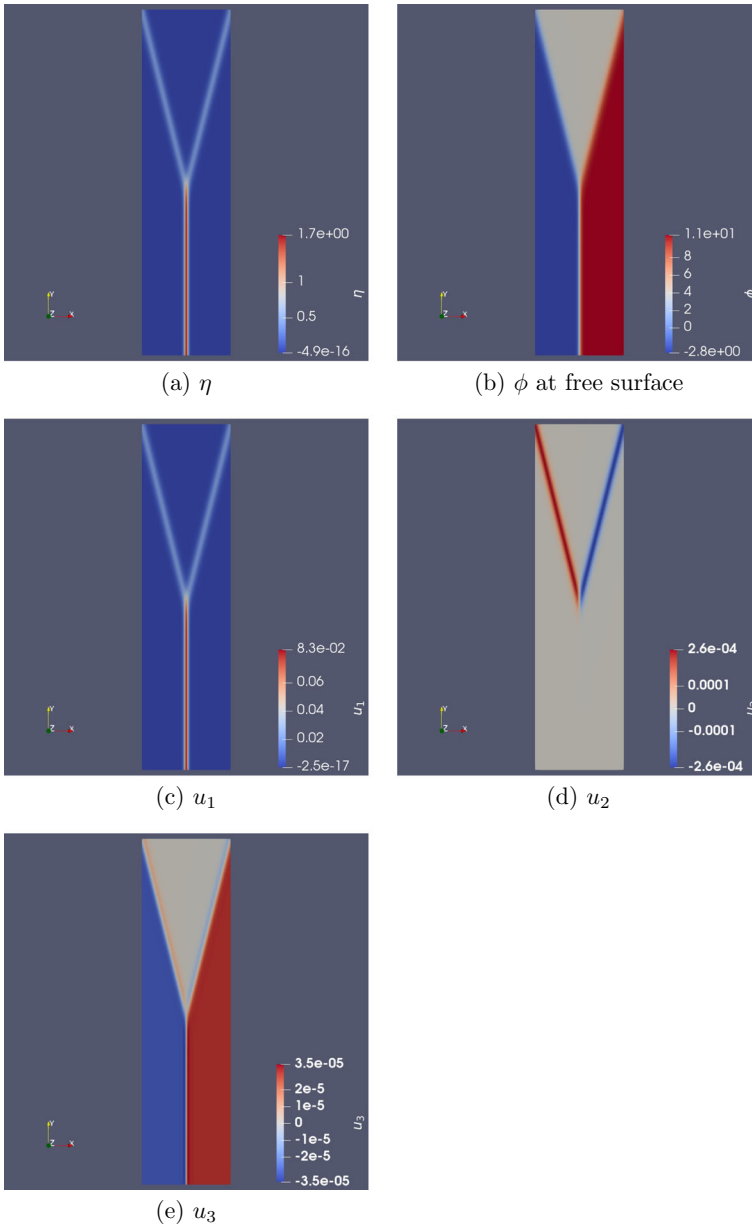 1.7e+00
1
0.5
-4.9e-16
η
Y
Z
X
(a) η
1.1e+01
8
6
4
2
0
-2.8e+00
Y
Z
X
(b) ϕ at free surface
8.3e-02
0.06
0.04
0.02
-2.5e-17
u₁
Y
Z
X
(c) u₁
2.6e-04
0.0001
0
-0.0001
-2.6e-04
Y
Z
X
(d) u₂
3.5e-05
2e-5
1e-5
0
-1e-5
-2e-5
-3.5e-05
u₃
Y
Z
X
(e) u₃